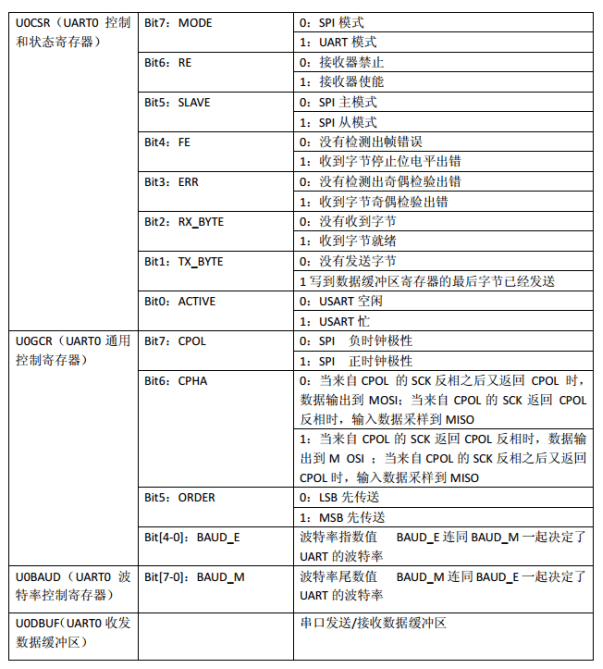 U0CSR（UART0 控制
和状态寄存器）
Bit7：MODE
0：SPI 模式
1：UART 模式
Bit6：RE
0：接收器禁止
1：接收器使能
Bit5：SLAVE
0：SPI 主模式
1：SPI 从模式
Bit4：FE
0：没有检测出帧错误
1：收到字节停止位电平出错
Bit3：ERR
0：没有检测出奇偶检验出错
1：收到字节奇偶检验出错
Bit2：RX_BYTE
0：没有收到字节
1：收到字节就绪
Bit1：TX_BYTE
0：没有发送字节
1 写到数据缓冲区寄存器的最后字节已经发送
Bit0：ACTIVE
0：USART 空闲
1：USART 忙
U0GCR（UART0 通用
控制寄存器）
Bit7：CPOL
0：SPI 负时钟极性
1：SPI 正时钟极性
Bit6：CPHA
0：当来自 CPOL 的 SCK 反相之后又返回 CPOL 时，
数据输出到 MOSI；当来自 CPOL 的 SCK 返回 CPOL
反相时，输入数据采样到 MISO
1：当来自 CPOL 的 SCK 返回 CPOL 反相时，数据输
出到 M OSI ；当来自 CPOL 的 SCK 反相之后又返回
CPOL 时，输入数据采样到 MISO
Bit5：ORDER
0：LSB 先传送
1：MSB 先传送
Bit[4-0]：BAUD_E
波特率指数值 BAUD_E 连同 BAUD_M 一起决定了
UART 的波特率
U0BAUD（UART0 波
特率控制寄存器）
Bit[7-0]：BAUD_M
波特率尾数值 BAUD_M 连同 BAUD_E 一起决定了
UART 的波特率
U0DBUF（UART0 收发
数据缓冲区）
串口发送/接收数据缓冲区